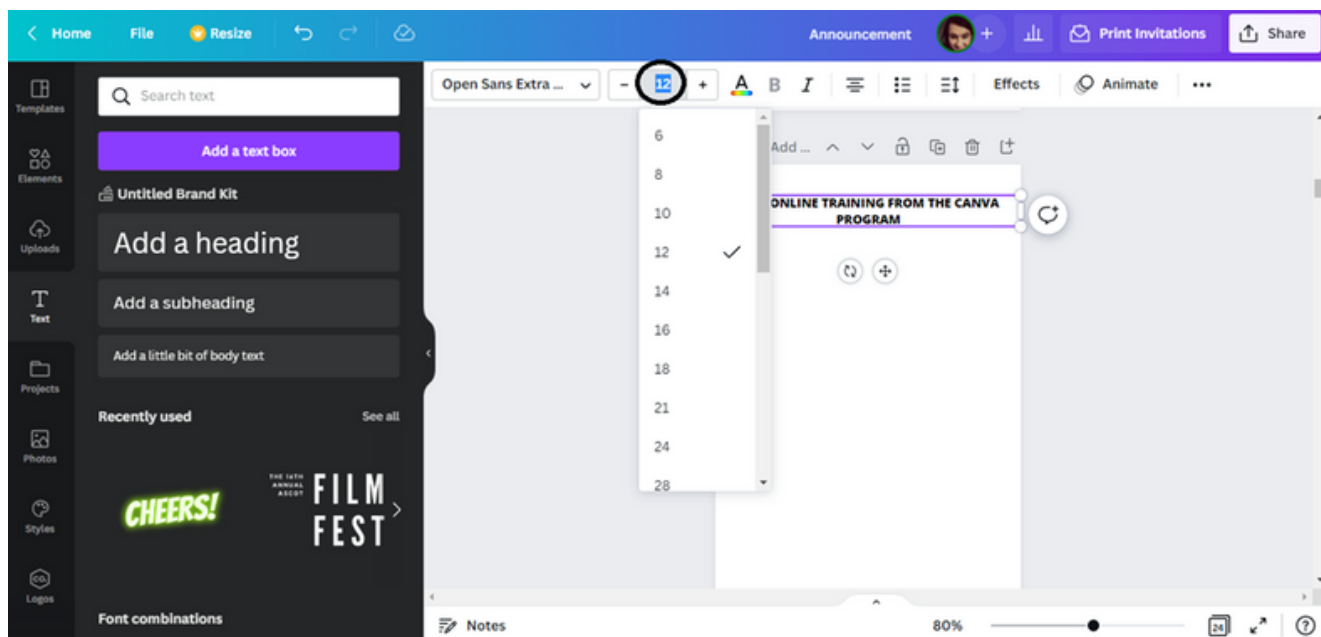 Home File Resize Announcement Print Invitations Share
Templates
Elements
Uploads
Text
Projects
Photos
Styles
CO.
Logos
Search text
Add a text box
Untitled Brand Kit
Add a heading
Add a subheading
Add a little bit of body text
Recently used See all
CHEERS!
THE 16TH
ANNUAL
ASCOT
FILM
FEST
Font combinations
Open Sans Extra ... – 12 + A B I Effects Animate ...
6
8
10
12
14
16
18
21
24
28
Add ...
ONLINE TRAINING FROM THE CANVA
PROGRAM
Notes 80% 24 ?